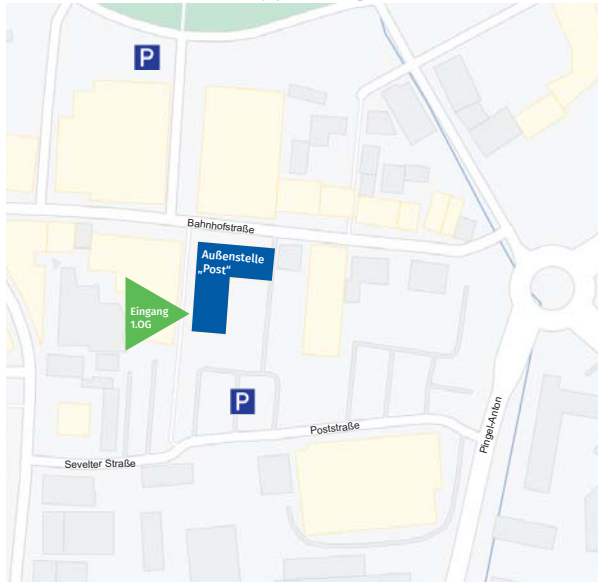 P
Bahnhofstraße
Außenstelle
„Post“
Eingang
1.OG
P
Poststraße
Pingel-Anton
Sevelter Straße